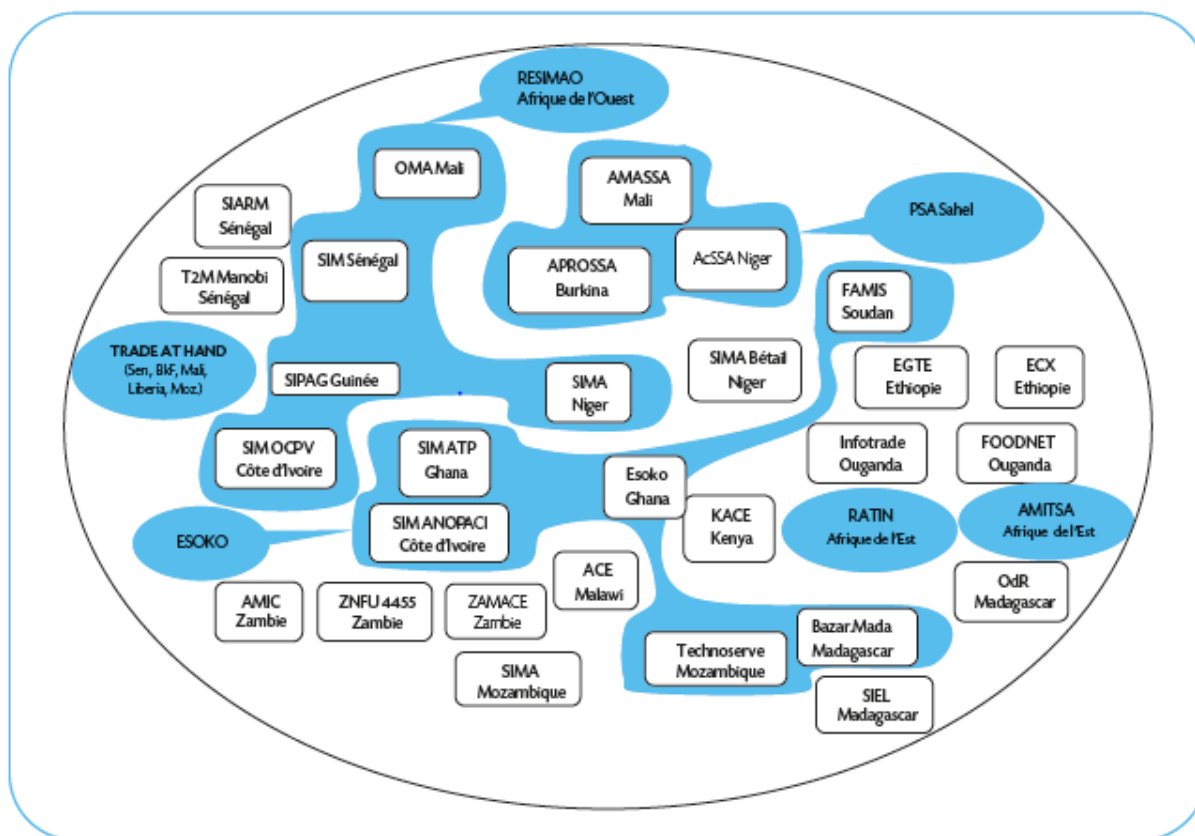 RESIMAO
Afrique de l'Ouest
OMA Mali
AMASSA
Mali
SIARM
Sénégal
PSA Sahel
SIM Sénégal
AcSSA Niger
T2M Manobi
Sénégal
APROSSA
Burkina
FAMIS
Soudan
TRADE AT HAND
(Sen, BkF, Mali,
Liberia, Moz.)
SIPAG Guinée
SIMA
Niger
SIMA Bétail
Niger
EGTE
Ethiopie
ECX
Ethiopie
SIM OCPV
Côte d'Ivoire
SIM ATP
Ghana
Infotrade
Ouganda
FOODNET
Ouganda
Esoko
Ghana
ESOKO
SIM ANOPACI
Côte d'Ivoire
KACE
Kenya
RATIN
Afrique de l'Est
AMITSA
Afrique de l'Est
ACE
Malawi
OdR
Madagascar
AMIC
Zambie
ZNFU 4455
Zambie
ZAMACE
Zambie
Technoserve
Mozambique
Bazar.Mada
Madagascar
SIMA
Mozambique
SIEL
Madagascar